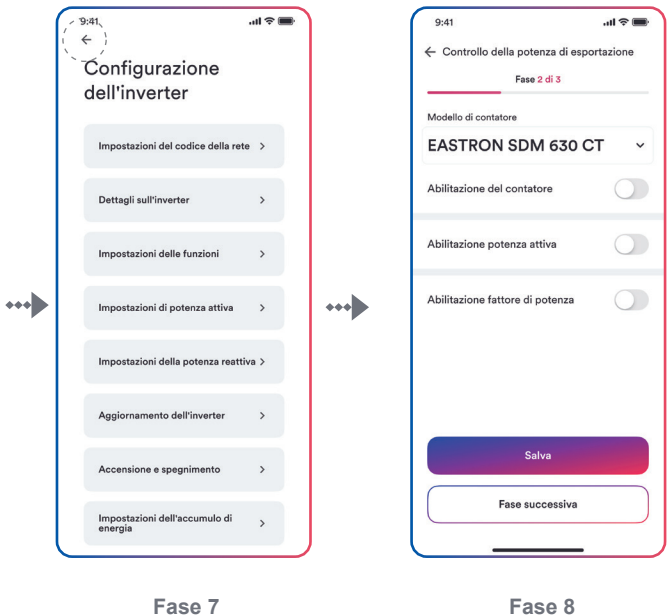 9:41
Configurazione
dell'inverter
Impostazioni del codice della rete
Dettagli sull'inverter
Impostazioni delle funzioni
Impostazioni di potenza attiva
Impostazioni della potenza reattiva
Aggiornamento dell'inverter
Accensione e spegnimento
Impostazioni dell'accumulo di
energia
Fase 7
9:41
Controllo della potenza di esportazione
Fase 2 di 3
Modello di contatore
EASTRON SDM 630 CT
Abilitazione del contatore
Abilitazione potenza attiva
Abilitazione fattore di potenza
Salva
Fase successiva
Fase 8